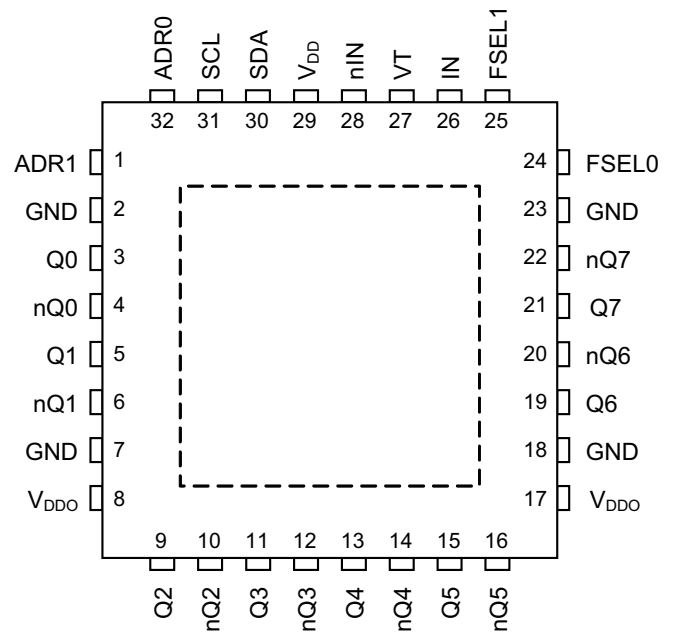 ADR0 SCL SDA VDD nIN VT IN FSEL1
32 31 30 29 28 27 26 25
ADR1 1 24 FSEL0
GND 2 23 GND
Q0 3 22 nQ7
nQ0 4 21 Q7
Q1 5 20 nQ6
nQ1 6 19 Q6
GND 7 18 GND
VDDO 8 17 VDDO
9 10 11 12 13 14 15 16
Q2 nQ2 Q3 nQ3 Q4 nQ4 Q5 nQ5